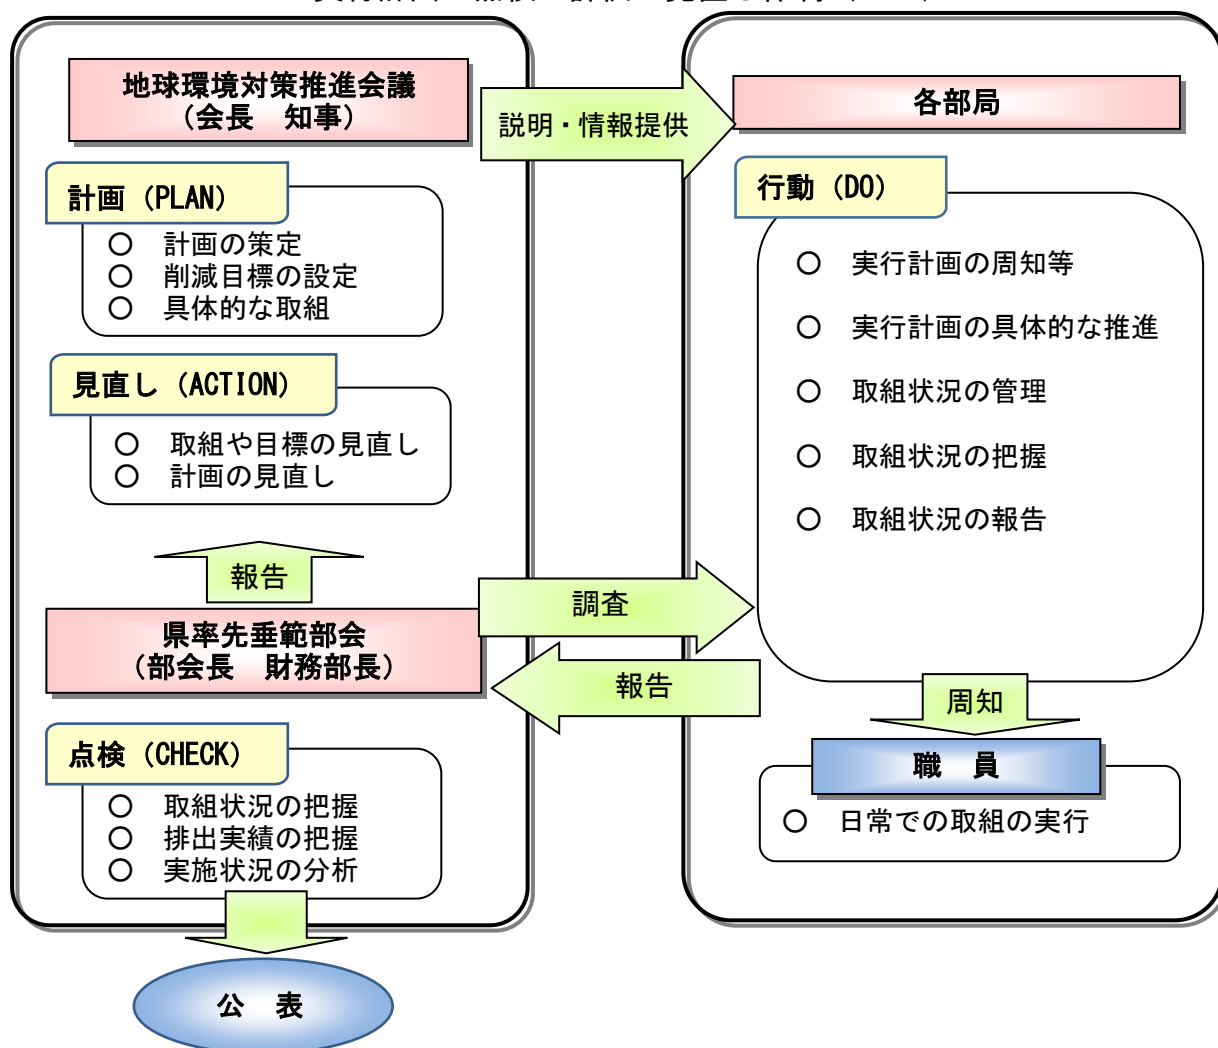 地球環境対策推進会議
（会長　知事）
計画（PLAN）
○　計画の策定
○　削減目標の設定
○　具体的な取組
見直し（ACTION）
○　取組や目標の見直し
○　計画の見直し
報告
県率先垂範部会
（部会長　財務部長）
点検（CHECK）
○　取組状況の把握
○　排出実績の把握
○　実施状況の分析
公　表
説明・情報提供
調査
報告
各部局
行動（DO）
○　実行計画の周知等
○　実行計画の具体的な推進
○　取組状況の管理
○　取組状況の把握
○　取組状況の報告
周知
職　員
○　日常での取組の実行